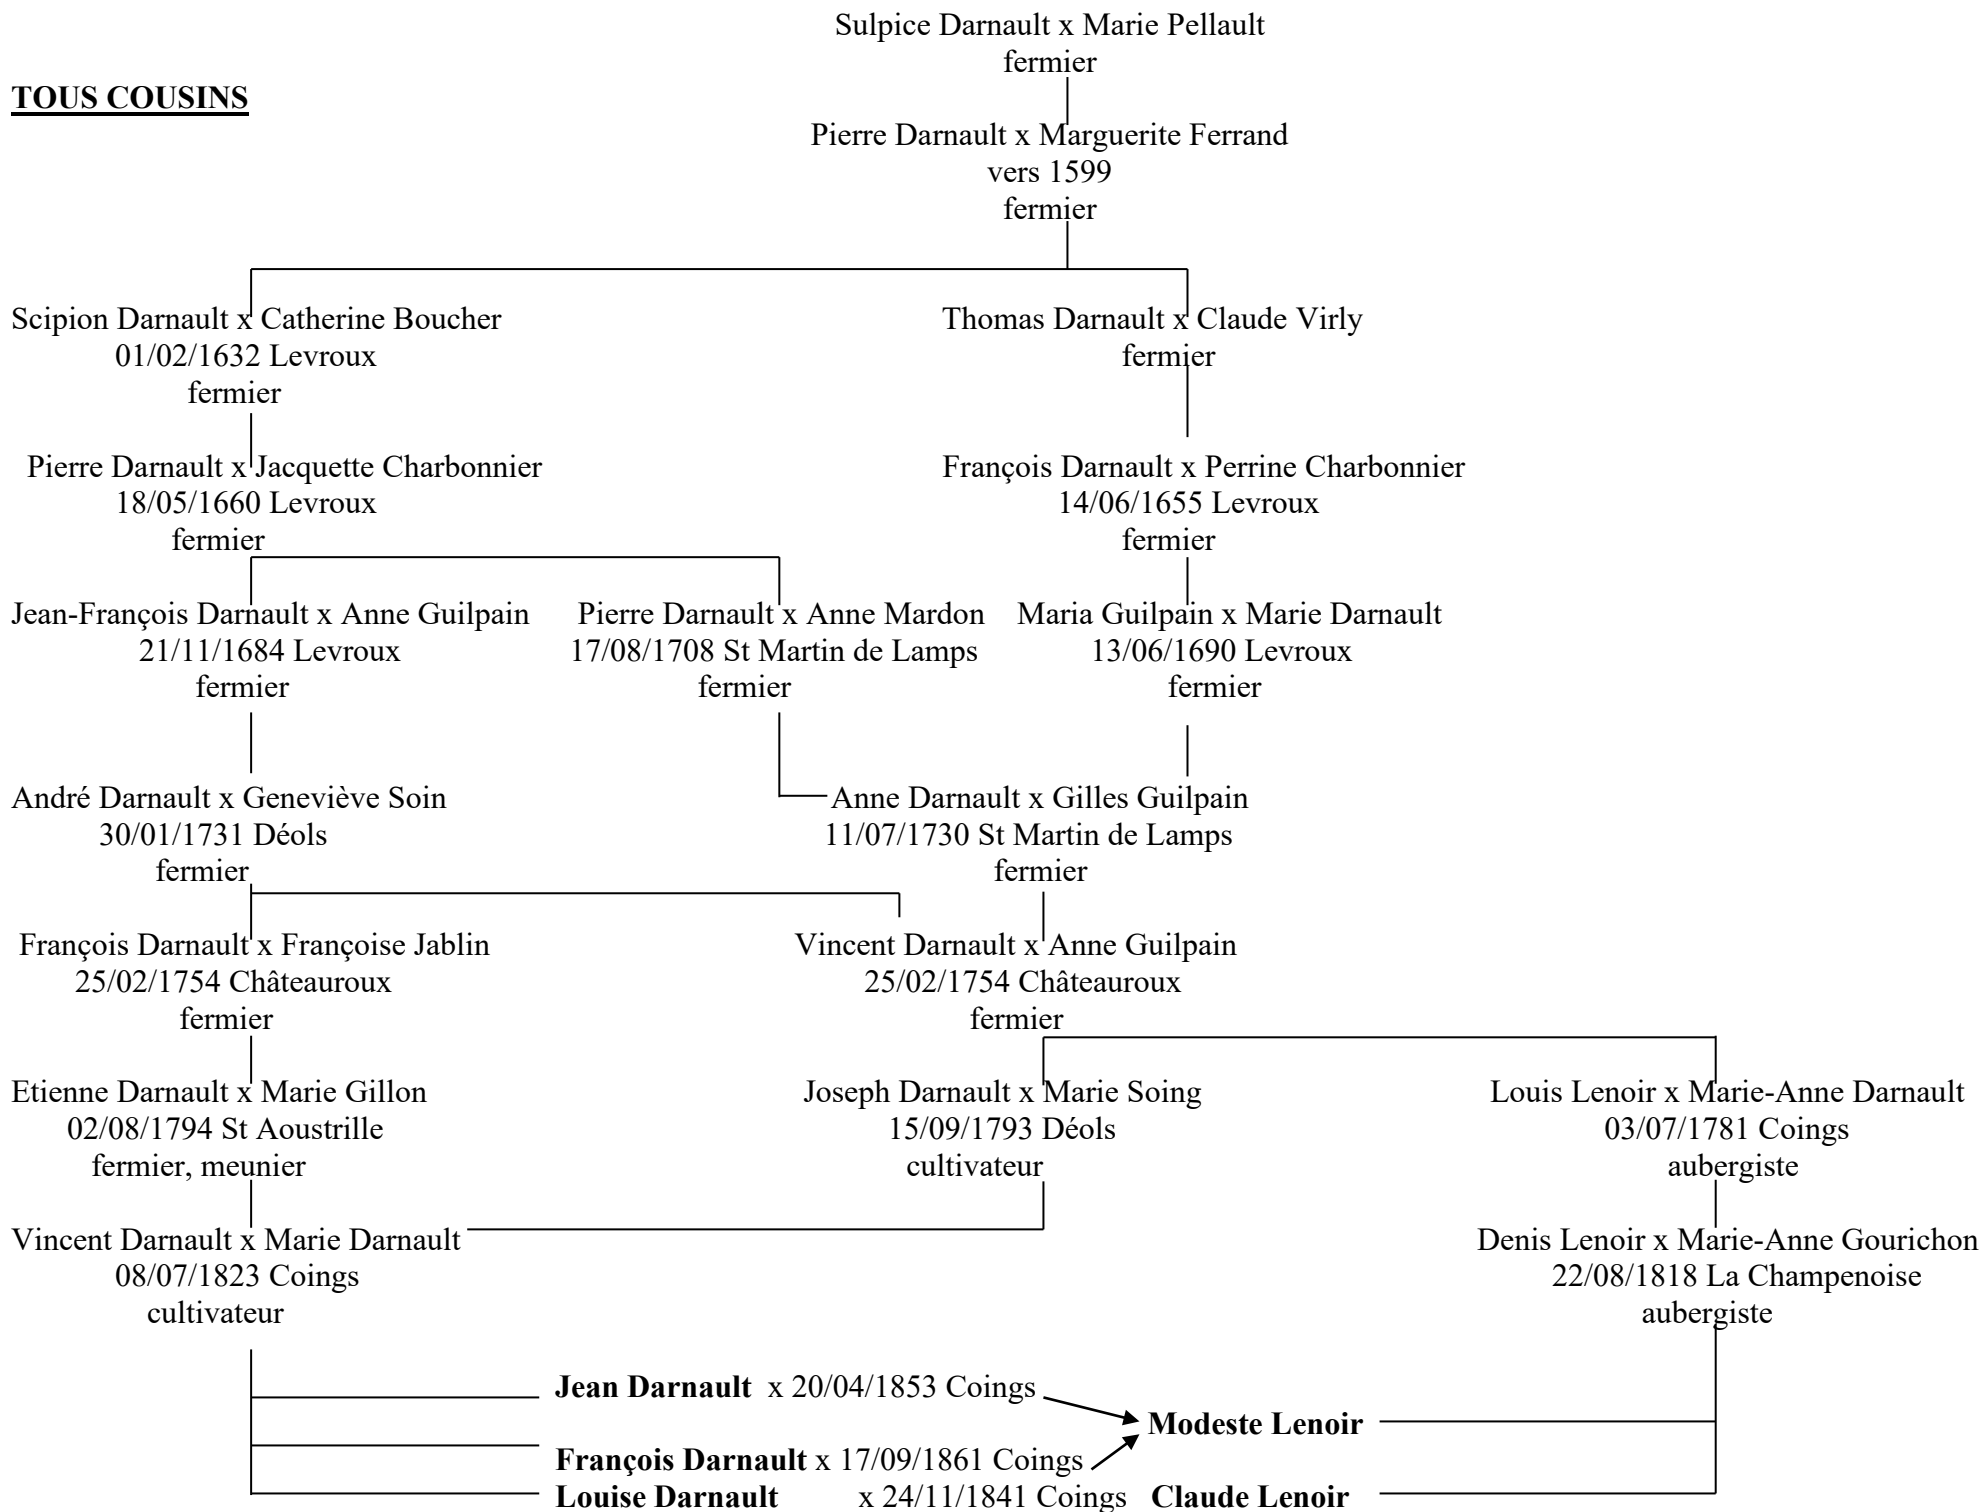 Sulpice Darnault x Marie Pellault
fermier
TOUS COUSINS
Pierre Darnault x Marguerite Ferrand
vers 1599
fermier
Scipion Darnault x Catherine Boucher
01/02/1632 Levroux
fermier
Thomas Darnault x Claude Virly
fermier
Pierre Darnault x Jacquette Charbonnier
18/05/1660 Levroux
fermier
François Darnault x Perrine Charbonnier
14/06/1655 Levroux
fermier
Jean-François Darnault x Anne Guilpain
21/11/1684 Levroux
fermier
Pierre Darnault x Anne Mardon
17/08/1708 St Martin de Lamps
fermier
Maria Guilpain x Marie Darnault
13/06/1690 Levroux
fermier
André Darnault x Geneviève Soin
30/01/1731 Déols
fermier
Anne Darnault x Gilles Guilpain
11/07/1730 St Martin de Lamps
fermier
François Darnault x Françoise Jablin
25/02/1754 Châteauroux
fermier
Vincent Darnault x Anne Guilpain
25/02/1754 Châteauroux
fermier
Etienne Darnault x Marie Gillon
02/08/1794 St Aoustrille
fermier, meunier
Joseph Darnault x Marie Soing
15/09/1793 Déols
cultivateur
Louis Lenoir x Marie-Anne Darnault
03/07/1781 Coings
aubergiste
Vincent Darnault x Marie Darnault
08/07/1823 Coings
cultivateur
Denis Lenoir x Marie-Anne Gourichon
22/08/1818 La Champenoise
aubergiste
Jean Darnault x 20/04/1853 Coings
Modeste Lenoir
François Darnault x 17/09/1861 Coings
Louise Darnault x 24/11/1841 Coings Claude Lenoir